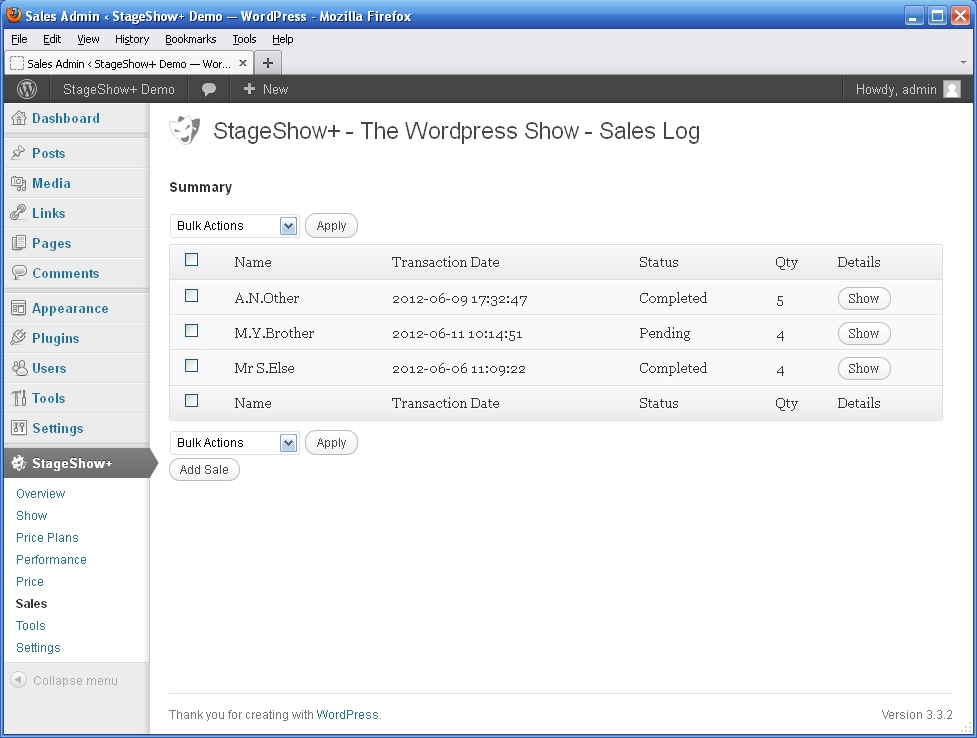 Sales Admin ‹ StageShow+ Demo — WordPress - Mozilla Firefox
File Edit View History Bookmarks Tools Help
Sales Admin ‹ StageShow+ Demo — Wor...
StageShow+ Demo New Howdy, admin
Dashboard
Posts
Media
Links
Pages
Comments
Appearance
Plugins
Users
Tools
Settings
StageShow+
Overview
Show
Price Plans
Performance
Price
Sales
Tools
Settings
Collapse menu
StageShow+ - The Wordpress Show - Sales Log
Summary
Bulk Actions Apply
Name Transaction Date Status Qty Details
A.N.Other 2012-06-09 17:32:47 Completed 5 Show
M.Y.Brother 2012-06-11 10:14:51 Pending 4 Show
Mr S.Else 2012-06-06 11:09:22 Completed 4 Show
Name Transaction Date Status Qty Details
Bulk Actions Apply
Add Sale
Thank you for creating with WordPress. Version 3.3.2